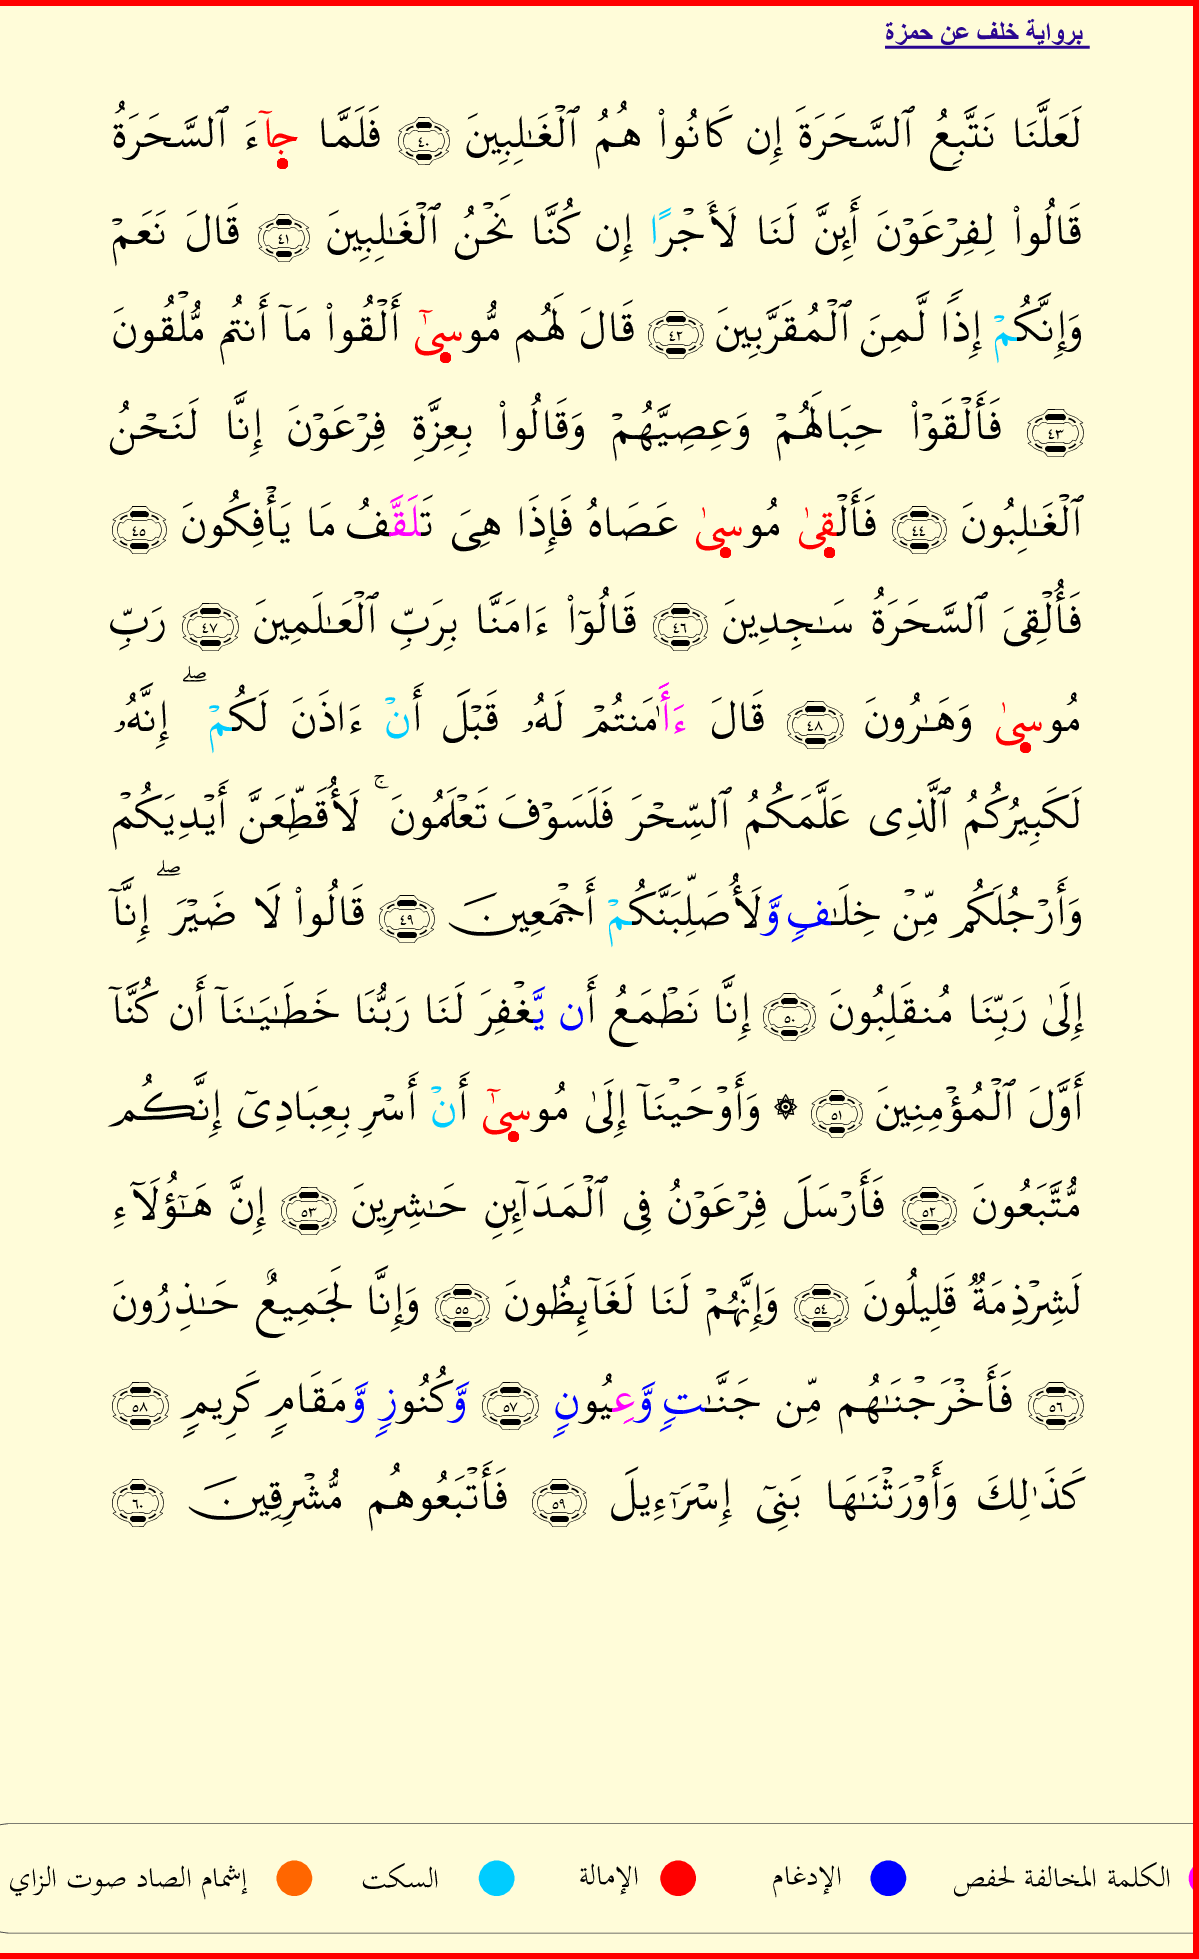 برواية خلف عن حمزة
لَعَلَّنَا نَتَّبِعُ ٱلسَّحَرَةَ إِن كَانُوا۟ هُمُ ٱلْغَـٰلِبِينَ ٤٠ فَلَمَّا جَآءَ ٱلسَّحَرَةُ
قَالُوا۟ لِفِرْعَوْنَ أَئِنَّ لَنَا لَأَجْرًا إِن كُنَّا نَحْنُ ٱلْغَـٰلِبِينَ ٤١ قَالَ نَعَمْ
وَإِنَّكُمْ إِذًا لَّمِنَ ٱلْمُقَرَّبِينَ ٤٢ قَالَ لَهُم مُّوسىٰٓ أَلْقُوا۟ مَآ أَنتُم مُّلْقُونَ
٤٣ فَأَلْقَوْا۟ حِبَالَهُمْ وَعِصِيَّهُمْ وَقَالُوا۟ بِعِزَّةِ فِرْعَوْنَ إِنَّا لَنَحْنُ
ٱلْغَـٰلِبُونَ ٤٤ فَأَلْقىٰ مُوسىٰ عَصَاهُ فَإِذَا هِىَ تَلَقَّفُ مَا يَأْفِكُونَ ٤٥
فَأُلْقِىَ ٱلسَّحَرَةُ سَـٰجِدِينَ ٤٦ قَالُوٓا۟ ءَامَنَّا بِرَبِّ ٱلْعَـٰلَمِينَ ٤٧ رَبِّ
مُوسىٰ وَهَـٰرُونَ ٤٨ قَالَ ءَأَا۬مَنتُمْ لَهُۥ قَبْلَ أَنْ ءَاذَنَ لَكُمْ ۖ إِنَّهُۥ
لَكَبِيرُكُمُ ٱلَّذِى عَلَّمَكُمُ ٱلسِّحْرَ فَلَسَوْفَ تَعْلَمُونَ ۚ لَأُقَطِّعَنَّ أَيْدِيَكُمْ
وَأَرْجُلَكُم مِّنْ خِلَـٰفٍ وَّلَأُصَلِّبَنَّكُمْ أَجْمَعِينَ ٤٩ قَالُوا۟ لَا ضَيْرَ ۖ إِنَّآ
إِلَىٰ رَبِّنَا مُنقَلِبُونَ ٥٠ إِنَّا نَطْمَعُ أَن يَّغْفِرَ لَنَا رَبُّنَا خَطَـٰيَـٰنَآ أَن كُنَّآ
أَوَّلَ ٱلْمُؤْمِنِينَ ٥١ ۞ وَأَوْحَيْنَآ إِلَىٰ مُوسىٰٓ أَنْ أَسْرِ بِعِبَادِىٓ إِنَّكُم
مُّتَّبَعُونَ ٥٢ فَأَرْسَلَ فِرْعَوْنُ فِى ٱلْمَدَآئِنِ حَـٰشِرِينَ ٥٣ إِنَّ هَـٰٓؤُلَآءِ
لَشِرْذِمَةٌ قَلِيلُونَ ٥٤ وَإِنَّهُمْ لَنَا لَغَآئِظُونَ ٥٥ وَإِنَّا لَجَمِيعٌ حَـٰذِرُونَ
٥٦ فَأَخْرَجْنَـٰهُم مِّن جَنَّـٰتٍ وَّعِيُونٍ ٥٧ وَّكُنُوزٍ وَّمَقَامٍ كَرِيمٍ ٥٨
كَذَٰلِكَ وَأَوْرَثْنَـٰهَا بَنِىٓ إِسْرَٰٓءِيلَ ٥٩ فَأَتْبَعُوهُم مُّشْرِقِينَ ٦٠
الكلمة المخالفة لحفص الإدغام الإمالة السكت إشمام الصاد صوت الزاي